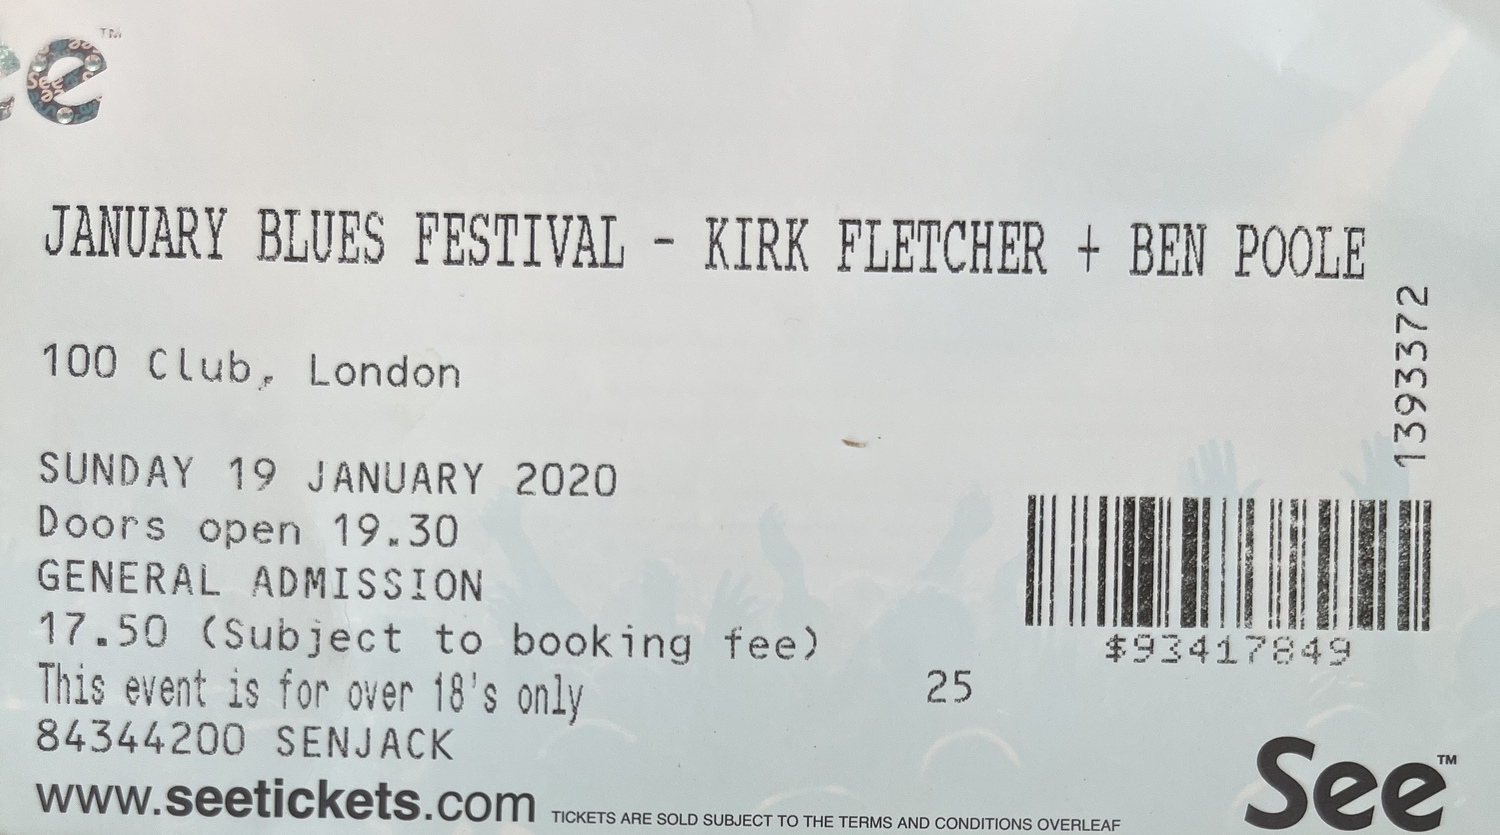 ee™
JANUARY BLUES FESTIVAL - KIRK FLETCHER + BEN POOLE
100 Club, London
1393372
SUNDAY 19 JANUARY 2020
Doors open 19.30
GENERAL ADMISSION
17.50 (Subject to booking fee)
$93417849
This event is for over 18's only
25
84344200 SENJACK
www.seetickets.com TICKETS ARE SOLD SUBJECT TO THE TERMS AND CONDITIONS OVERLEAF
See™